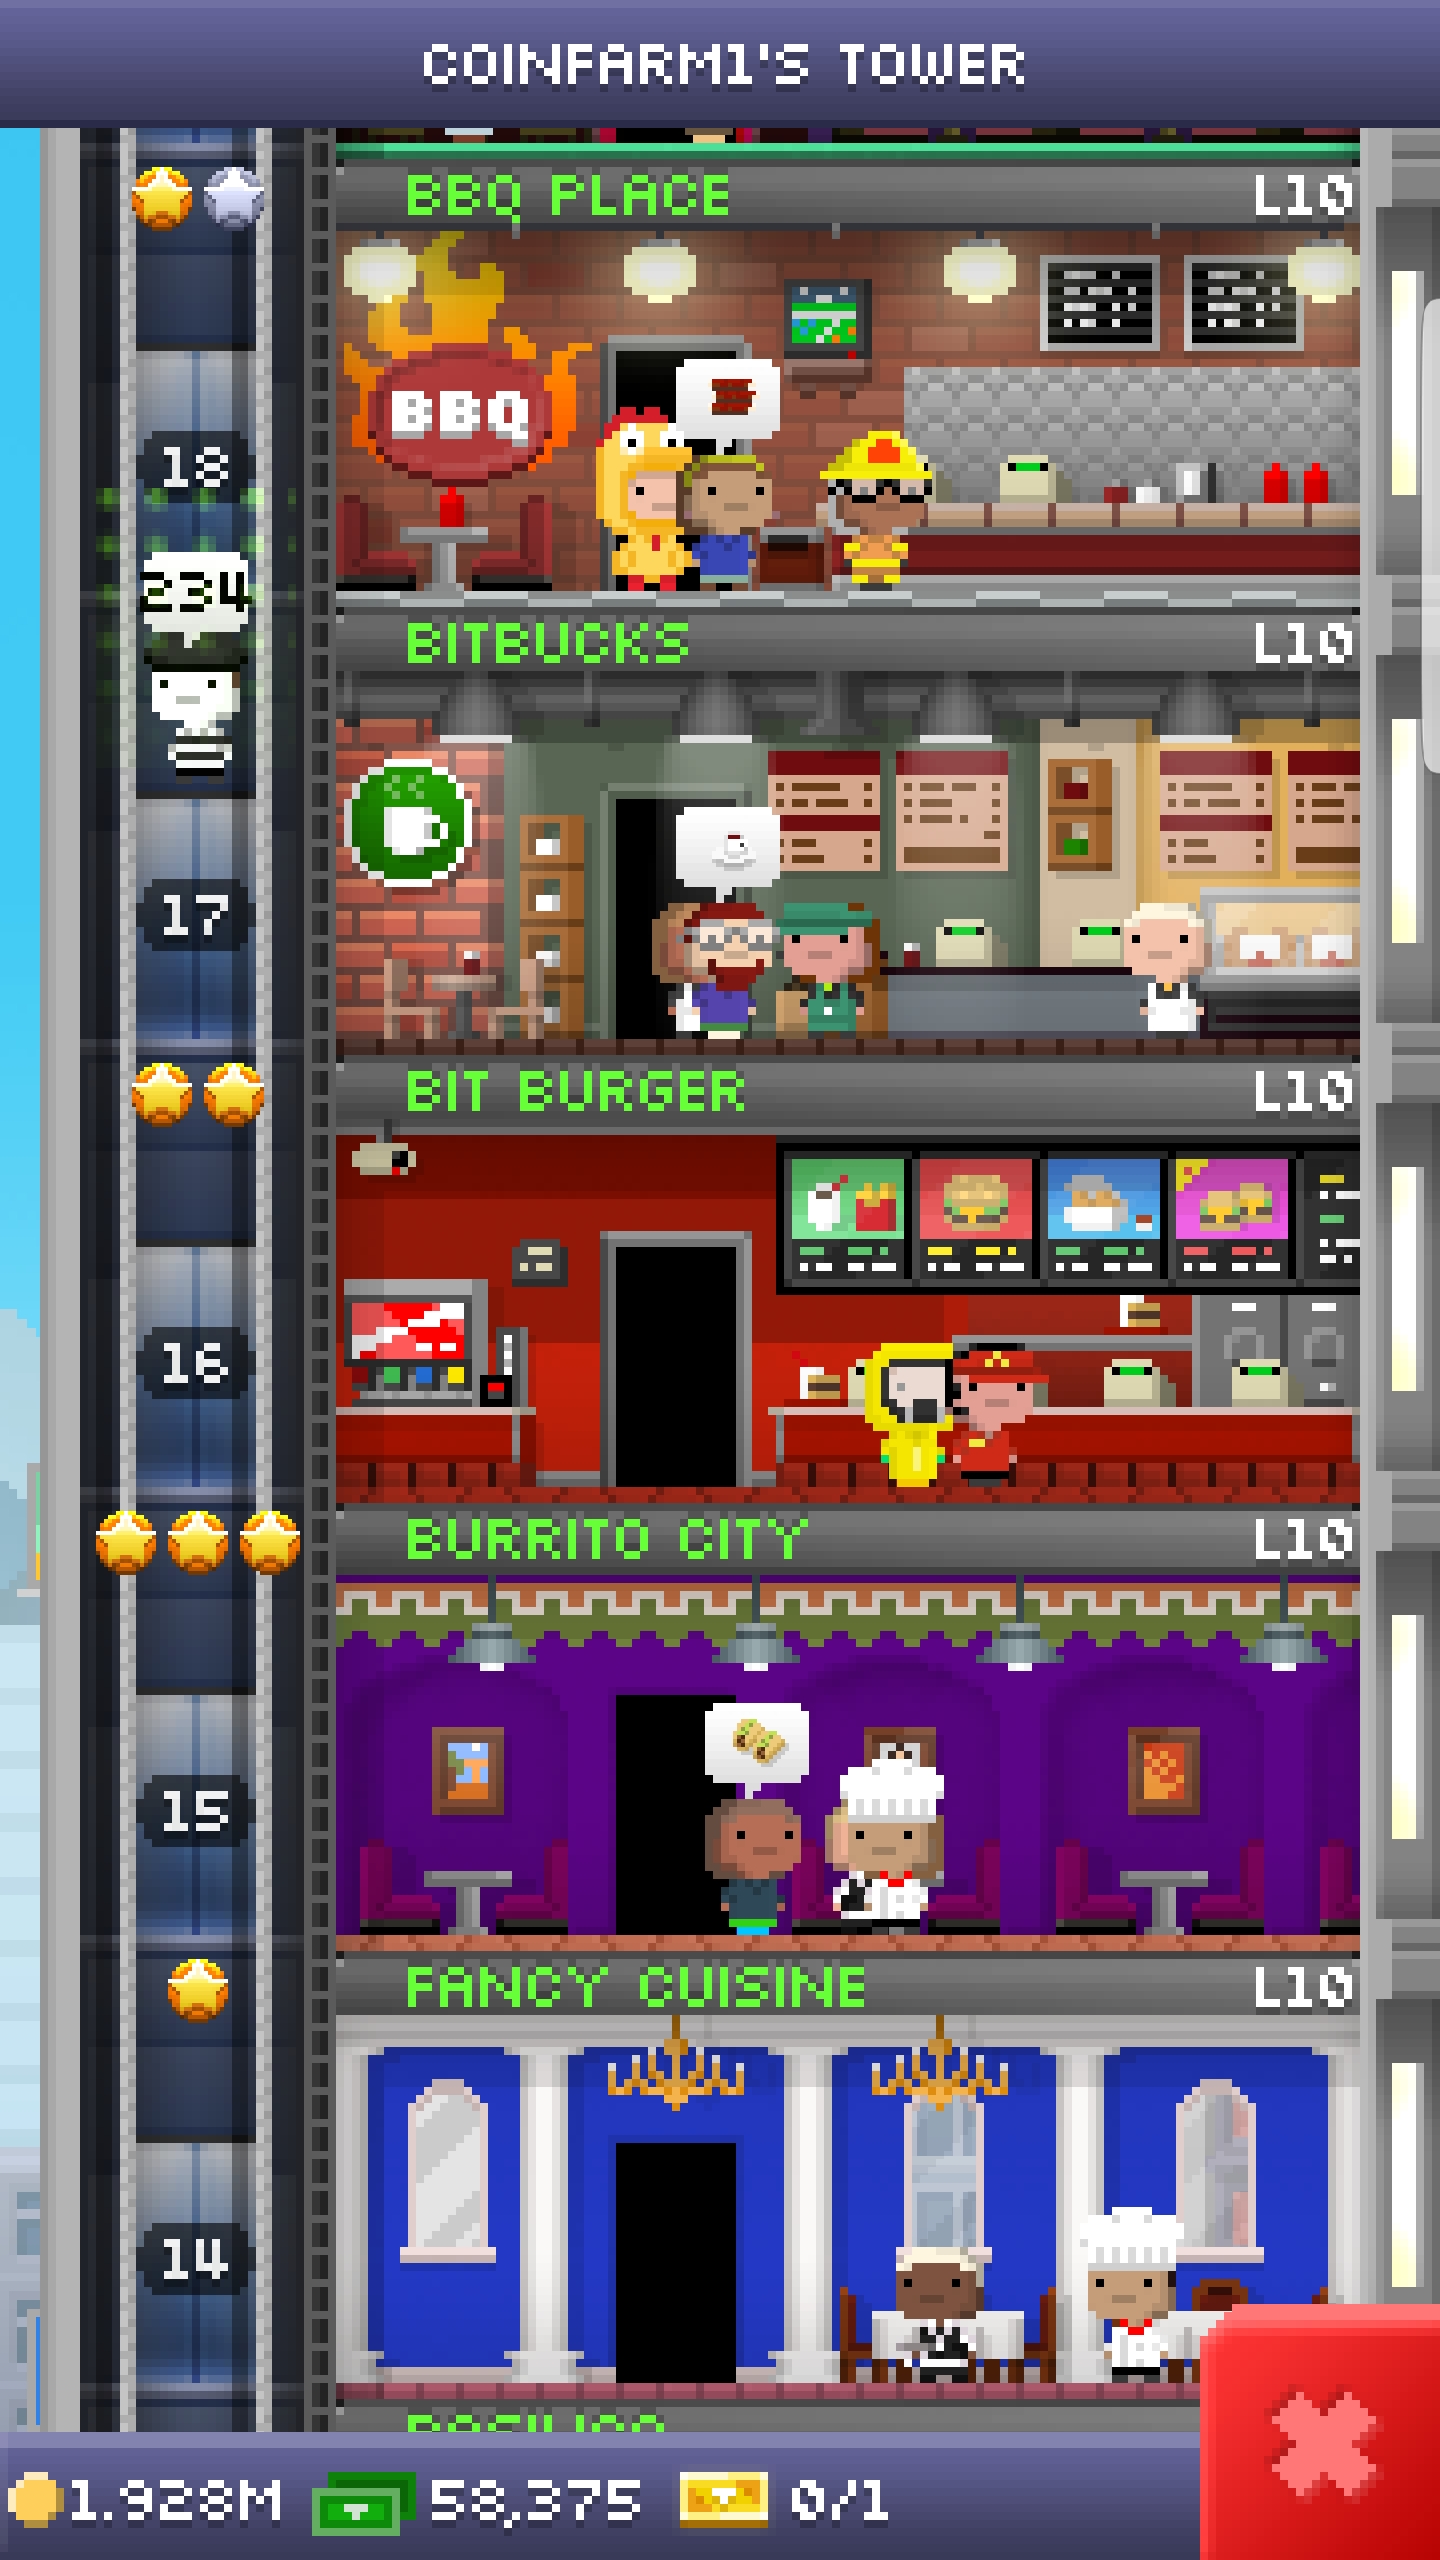 COINFARM1'S TOWER
BBQ PLACE L10
BBQ
18
234
BITBUCKS L10
17
BIT BURGER L10
16
BURRITO CITY L10
15
FANCY CUISINE L10
14
1.928M 58,375 0/1